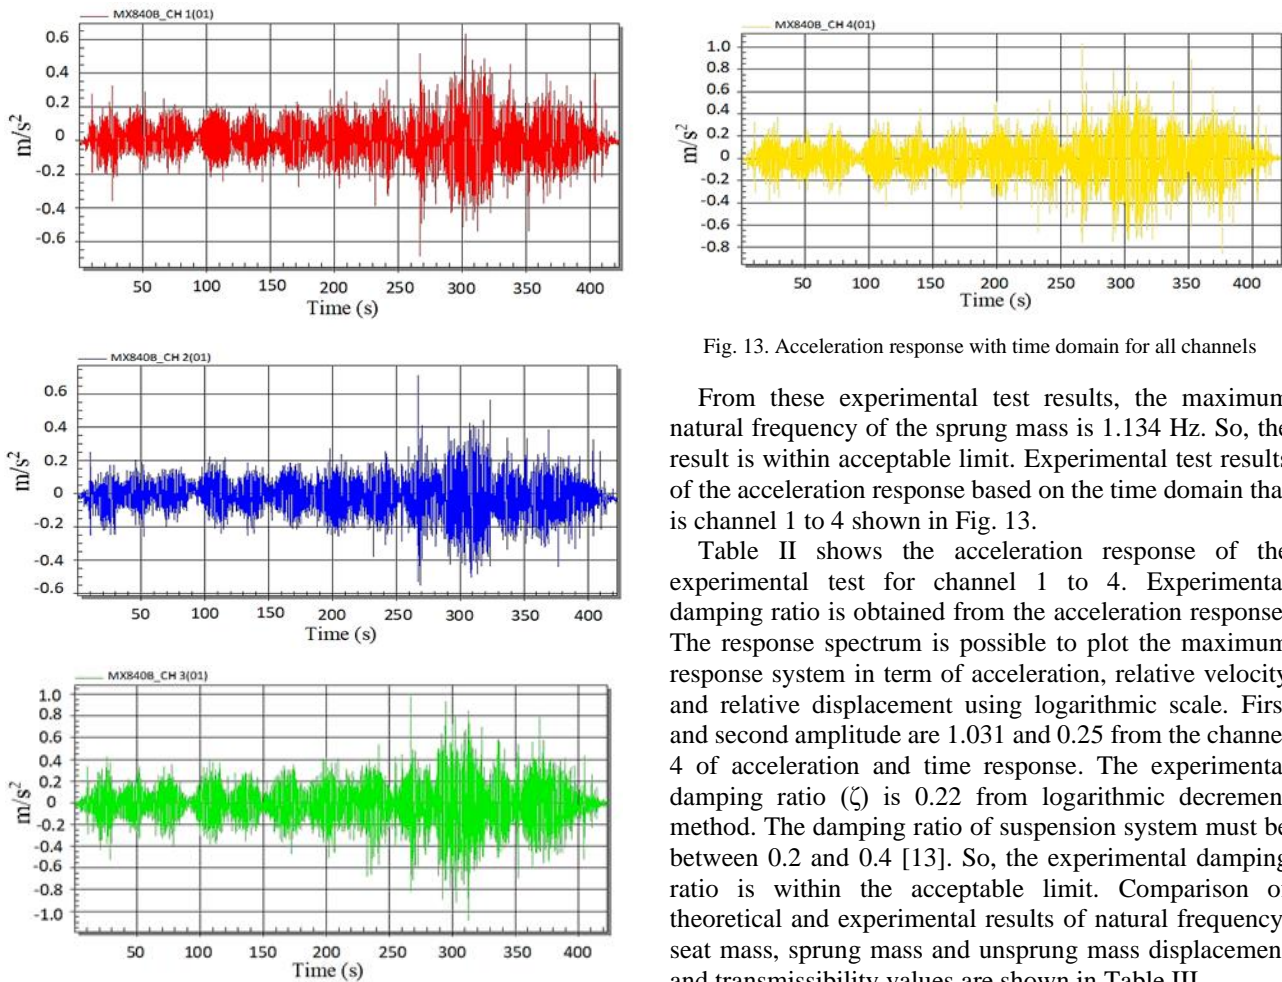 MX840B_CH 1(01)
0.6
0.4
0.2
0
-0.2
-0.4
-0.6
m/s²
50 100 150 200 250 300 350 400
Time (s)
MX840B_CH 2(01)
0.6
0.4
0.2
0
-0.2
-0.4
-0.6
m/s²
50 100 150 200 250 300 350 400
Time (s)
MX840B_CH 3(01)
1.0
0.8
0.6
0.4
0.2
0
-0.2
-0.4
-0.6
-0.8
-1.0
m/s²
50 100 150 200 250 300 350 400
Time (s)
MX840B_CH 4(01)
1.0
0.8
0.6
0.4
0.2
0
-0.2
-0.4
-0.6
-0.8
m/s²
50 100 150 200 250 300 350 400
Time (s)
Fig. 13. Acceleration response with time domain for all channels
From these experimental test results, the maximum
natural frequency of the sprung mass is 1.134 Hz. So, the
result is within acceptable limit. Experimental test results
of the acceleration response based on the time domain tha
is channel 1 to 4 shown in Fig. 13.
Table II shows the acceleration response of the
experimental test for channel 1 to 4. Experimenta
damping ratio is obtained from the acceleration response
The response spectrum is possible to plot the maximum
response system in term of acceleration, relative velocity
and relative displacement using logarithmic scale. Firs
and second amplitude are 1.031 and 0.25 from the channe
4 of acceleration and time response. The experimenta
damping ratio (ζ) is 0.22 from logarithmic decremen
method. The damping ratio of suspension system must be
between 0.2 and 0.4 [13]. So, the experimental damping
ratio is within the acceptable limit. Comparison of
theoretical and experimental results of natural frequency
seat mass, sprung mass and unsprung mass displacemen
and transmissibility values are shown in Table III